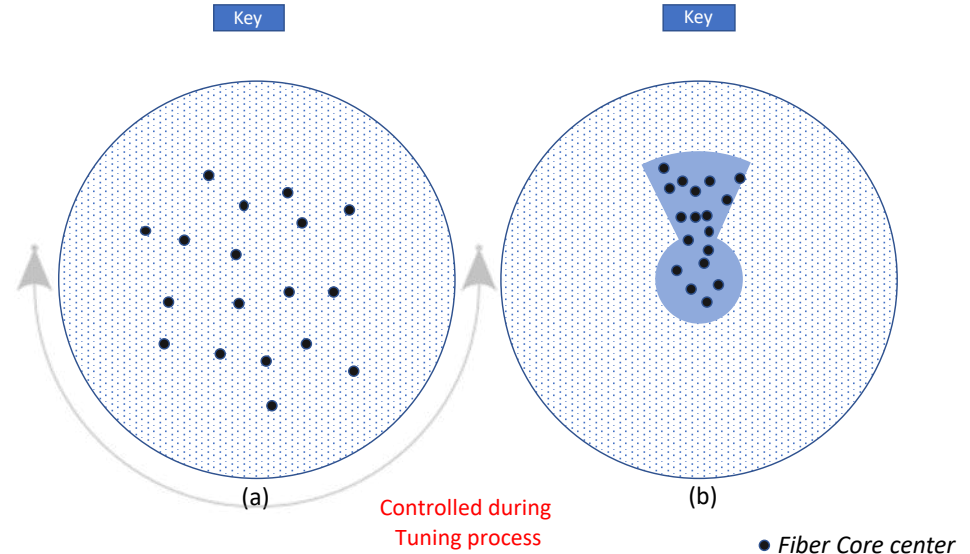 Key
Key
(a)
(b)
Controlled during
Tuning process
Fiber Core center